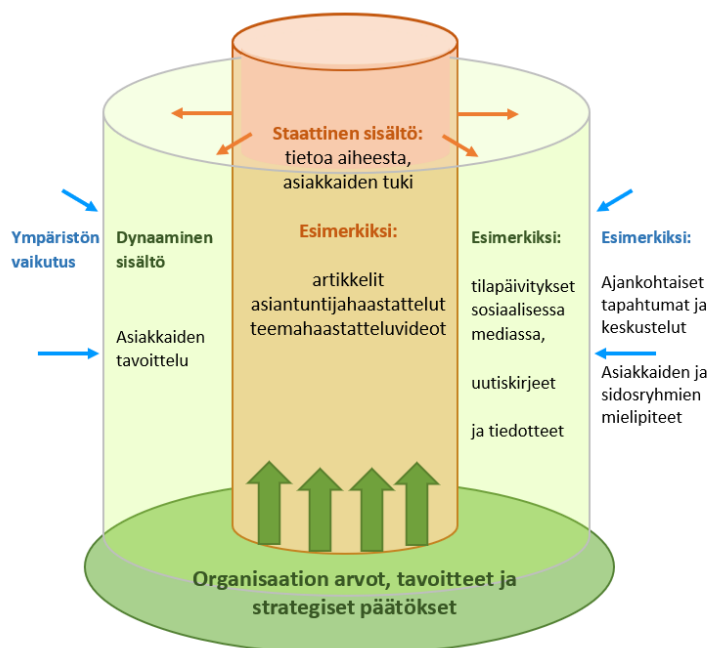 Staattinen sisältö:
tietoa aiheesta,
asiakkaiden tuki
Esimerkiksi:
artikkelit
asiantuntijahaastattelut
teemahaastatteluvideot
Ympäristön
vaikutus
Dynaaminen
sisältö
Asiakkaiden
tavoittelu
Esimerkiksi:
tilapäivitykset
sosiaalisessa
mediassa,
uutiskirjeet
ja tiedotteet
Esimerkiksi:
Ajankohtaiset
tapahtumat ja
keskustelut
Asiakkaiden ja
sidosryhmien
mielipiteet
Organisaation arvot, tavoitteet ja
strategiset päätökset